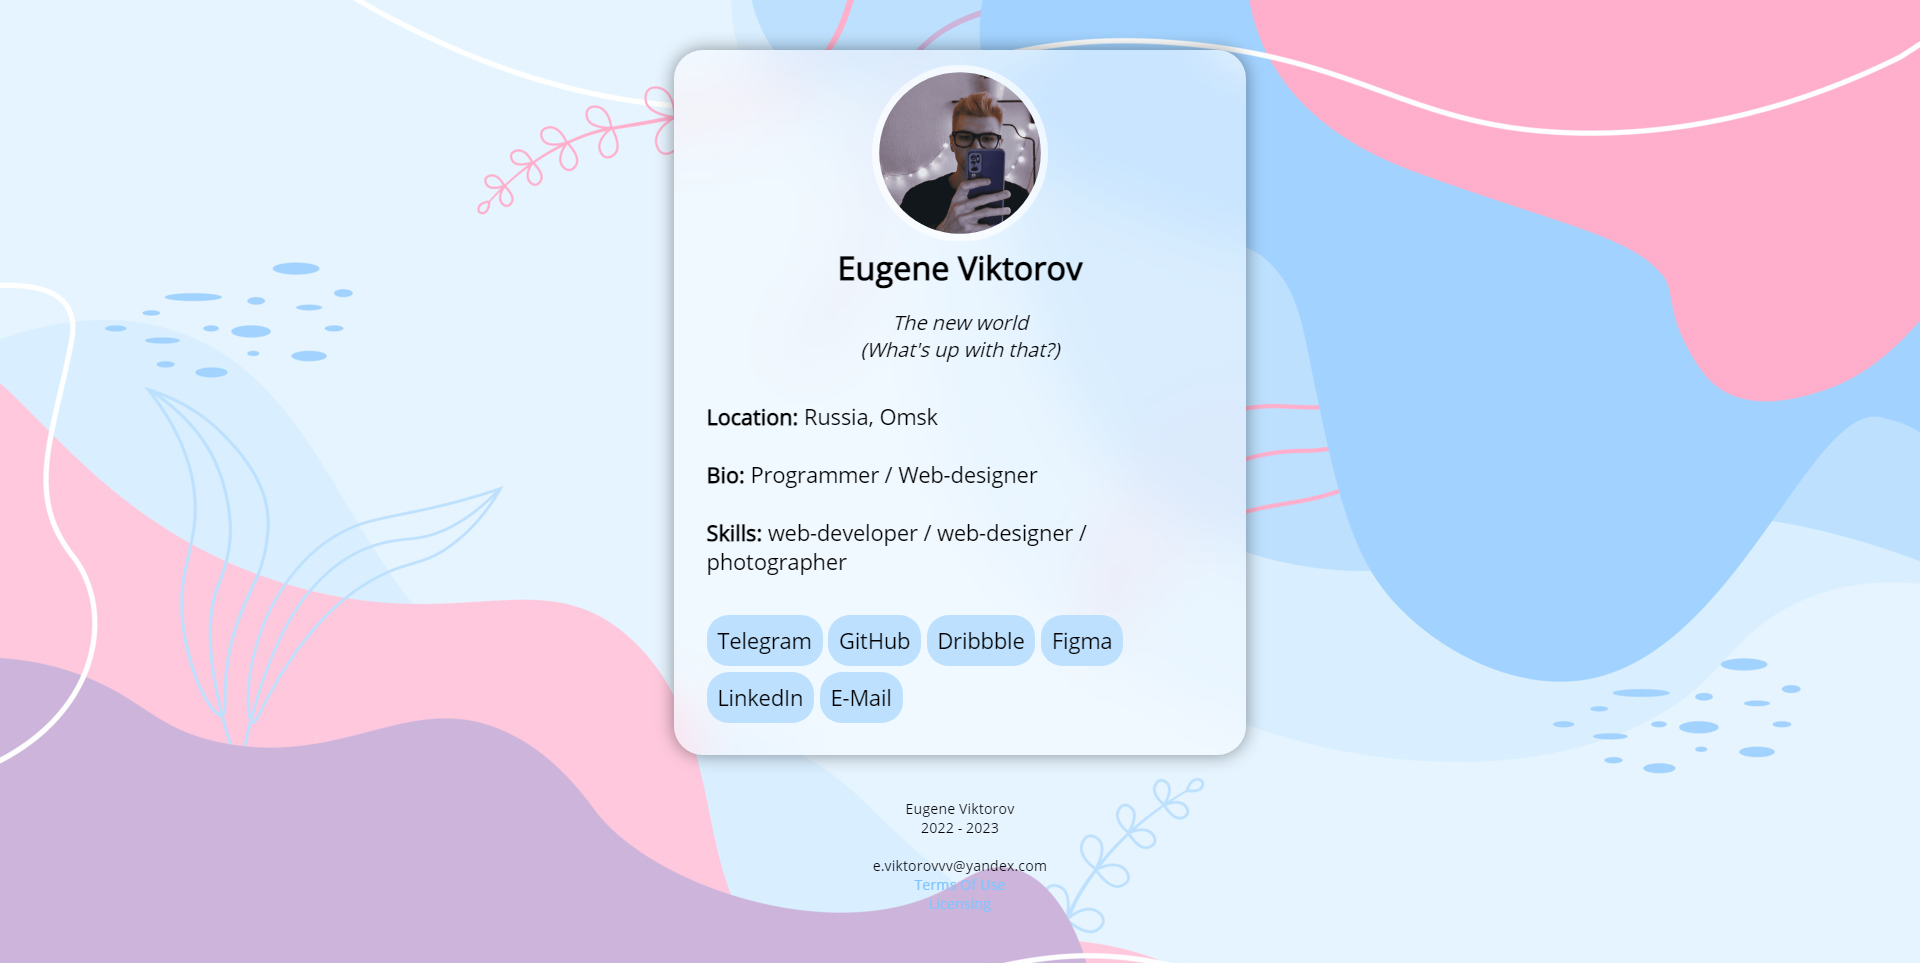 Eugene Viktorov
The new world
(What's up with that?)
Location: Russia, Omsk
Bio: Programmer / Web-designer
Skills: web-developer / web-designer /
photographer
Telegram GitHub Dribbble Figma
LinkedIn E-Mail
Eugene Viktorov
2022 - 2023
e.viktorovvv@yandex.com
Terms Of Use
Licensing